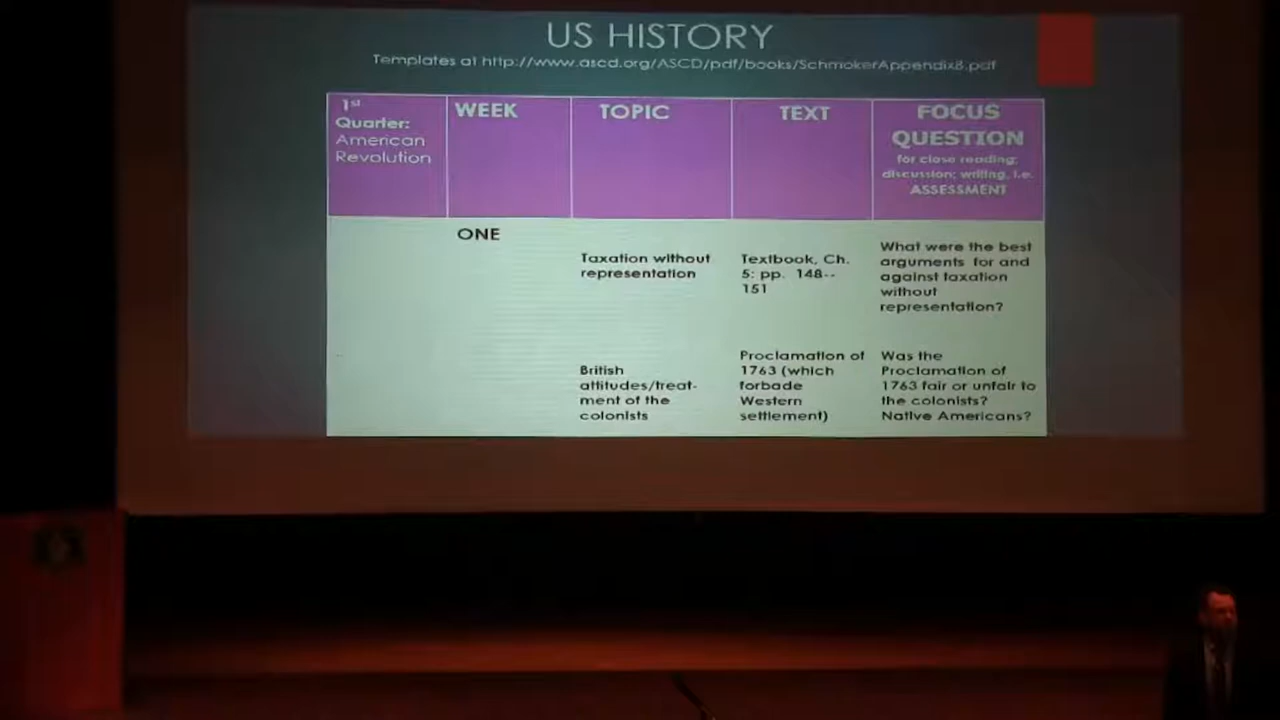 US HISTORY
Templates at http://www.ascd.org/ASCD/pdf/books/SchmokerAppendixB.pdf
1st
Quarter:
American
Revolution
WEEK
TOPIC
TEXT
FOCUS
QUESTION
for close reading;
discussion; writing, i.e.
ASSESSMENT
ONE
Taxation without
representation
Textbook, Ch.
5: pp. 148--
151
What were the best
arguments for and
against taxation
without
representation?
British
attitudes/treat-
ment of the
colonists
Proclamation of
1763 (which
forbade
Western
settlement)
Was the
Proclamation of
1763 fair or unfair to
the colonists?
Native Americans?